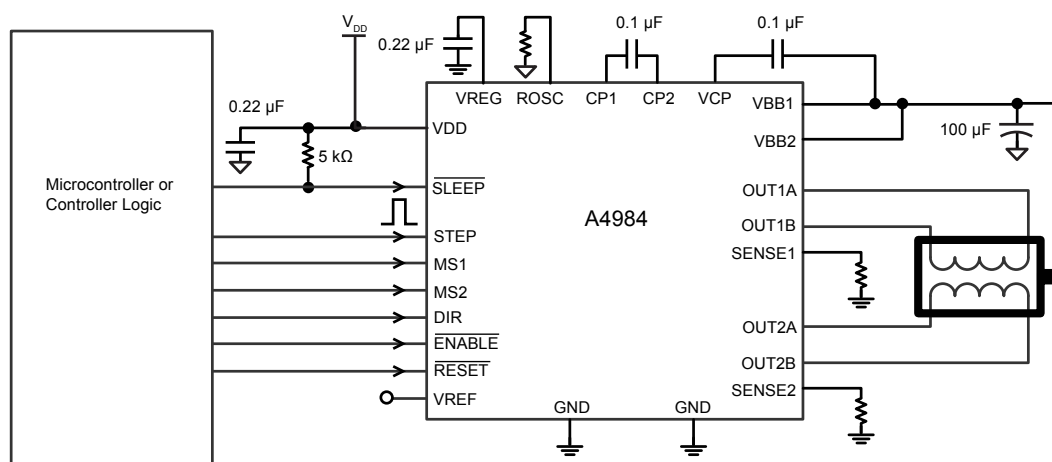 V_DD
0.22 µF
0.1 µF
0.1 µF
VREG
ROSC
CP1
CP2
VCP
VBB1
0.22 µF
VDD
VBB2
100 µF
5 kΩ
Microcontroller or
Controller Logic
SLEEP
OUT1A
A4984
OUT1B
STEP
SENSE1
MS1
MS2
DIR
OUT2A
ENABLE
OUT2B
RESET
SENSE2
VREF
GND
GND